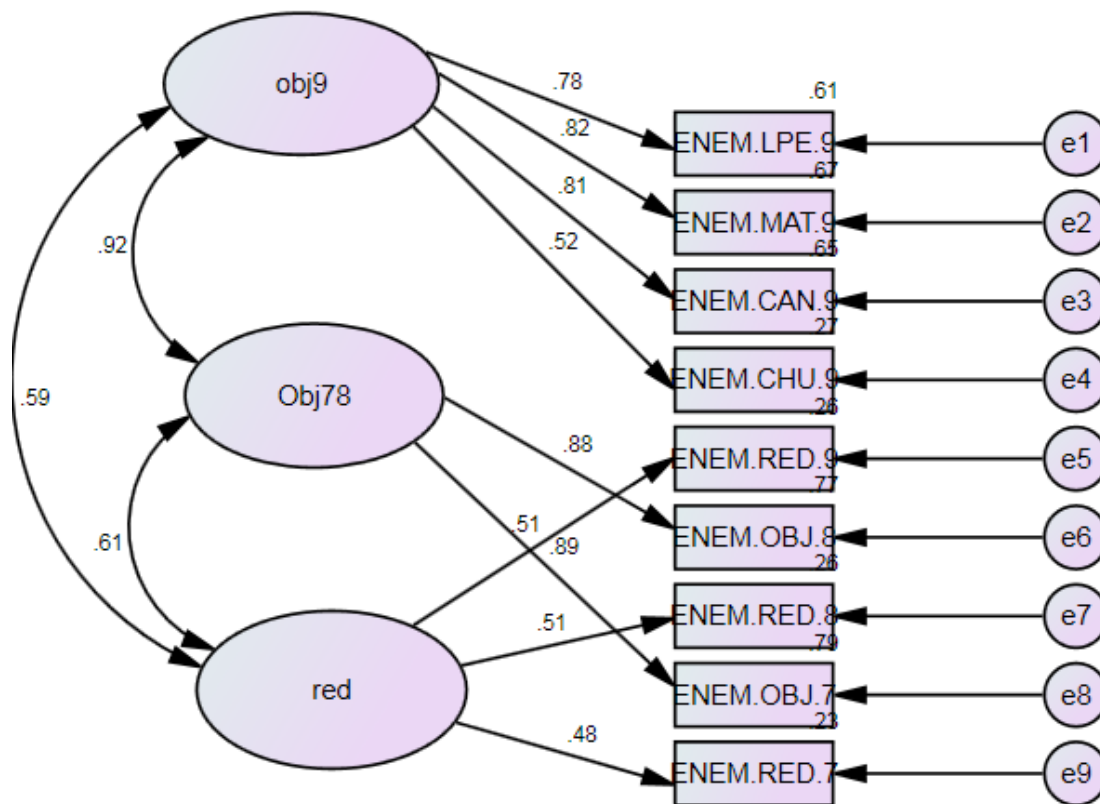 obj9
.78
.61
.82
ENEM.LPE.9
e1
.67
.81
ENEM.MAT.9
e2
.92
.52
.65
ENEM.CAN.9
e3
.27
ENEM.CHU.9
e4
.59
Obj78
.26
.88
ENEM.RED.9
e5
.77
.51
.89
ENEM.OBJ.8
e6
.61
.26
.51
ENEM.RED.8
e7
.79
red
ENEM.OBJ.7
e8
.23
.48
ENEM.RED.7
e9